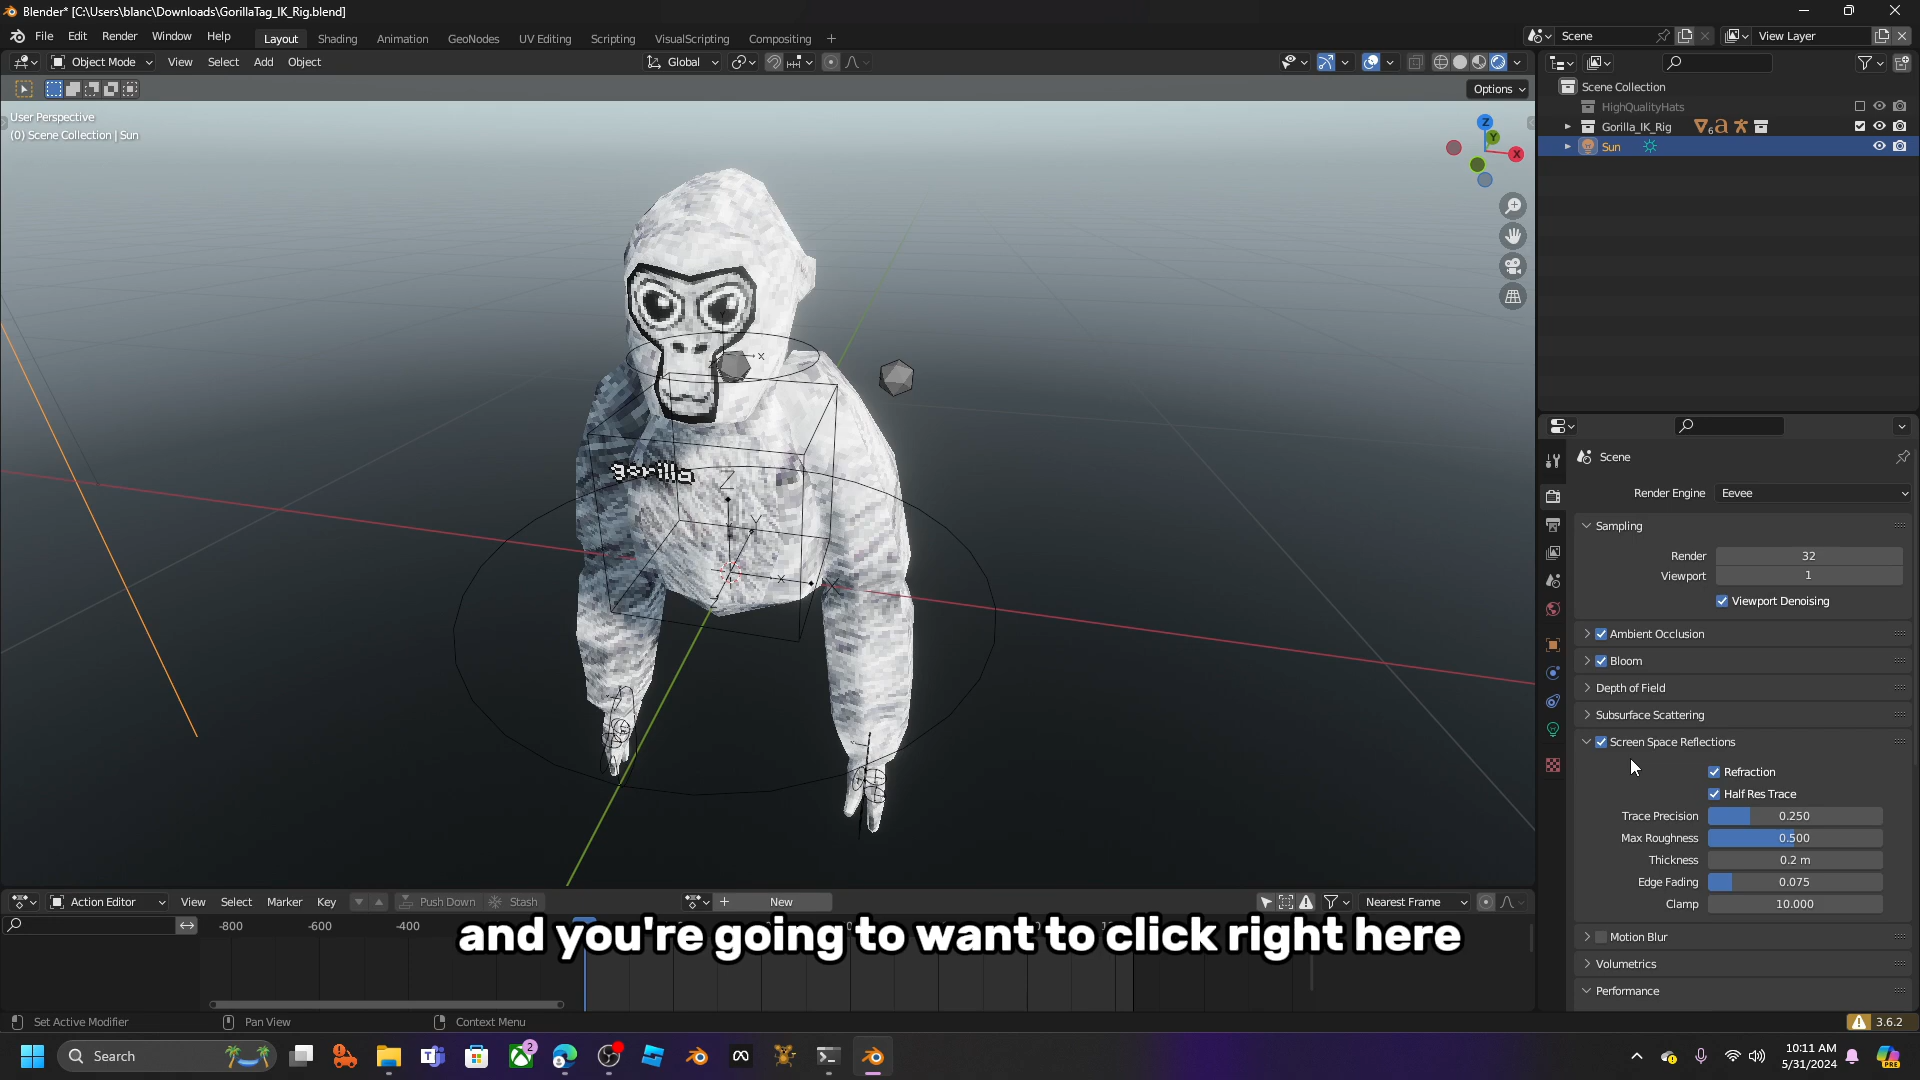 Blender* [C:\Users\blanc\Downloads\GorillaTag_IK_Rig.blend]
File Edit Render Window Help Layout Shading Animation GeoNodes UV Editing Scripting VisualScripting Compositing + Scene View Layer
Object Mode View Select Add Object Global
Options
User Perspective
(0) Scene Collection | Sun
Z
Y
X
Scene Collection
HighQualityHats
Gorilla_IK_Rig 6
Sun
gorilla
Scene
Render Engine Eevee
Sampling
Render 32
Viewport 1
Viewport Denoising
Ambient Occlusion
Bloom
Depth of Field
Subsurface Scattering
Screen Space Reflections
Refraction
Half Res Trace
Trace Precision 0.250
Max Roughness 0.500
Thickness 0.2 m
Edge Fading 0.075
Clamp 10.000
Motion Blur
Volumetrics
Performance
Action Editor View Select Marker Key Push Down Stash New Nearest Frame
-800 -600 -400
and you're going to want to click right here
Set Active Modifier Pan View Context Menu
3.6.2
Search 2 10:11 AM
5/31/2024
PRE